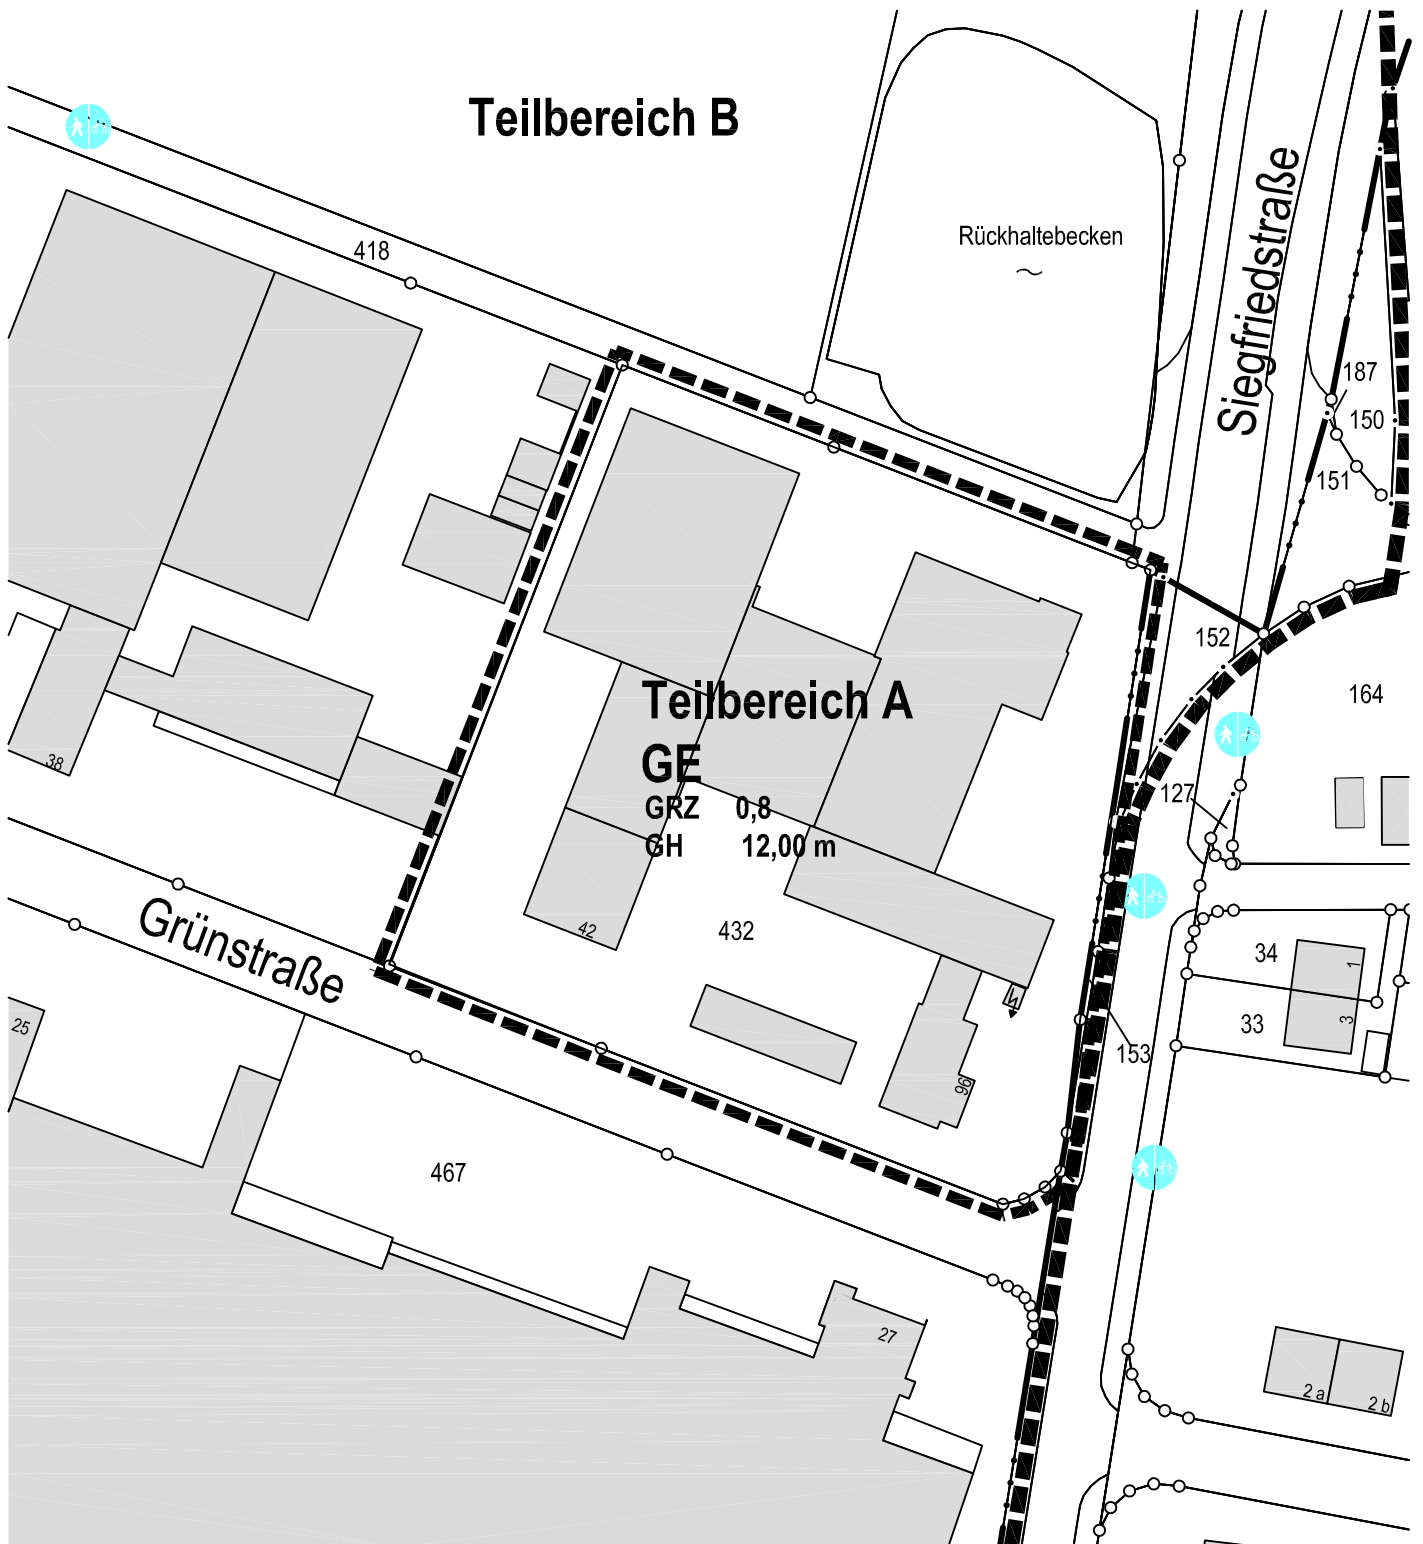 Teilbereich B
Siegfriedstraße
Rückhaltebecken
418
187
150
151
152
164
Teilbereich A
GE
GRZ 0,8
GH 12,00 m
38
127
42
432
Grünstraße
34
1
33
3
25
153
96
467
27
2 a
2 b